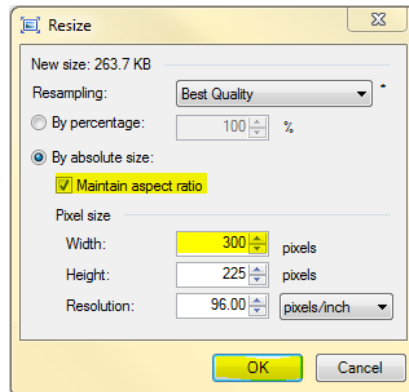 Resize
New size: 263.7 KB
Resampling: Best Quality *
By percentage: 100 %
By absolute size:
Maintain aspect ratio
Pixel size
Width: 300 pixels
Height: 225 pixels
Resolution: 96.00 pixels/inch
OK Cancel